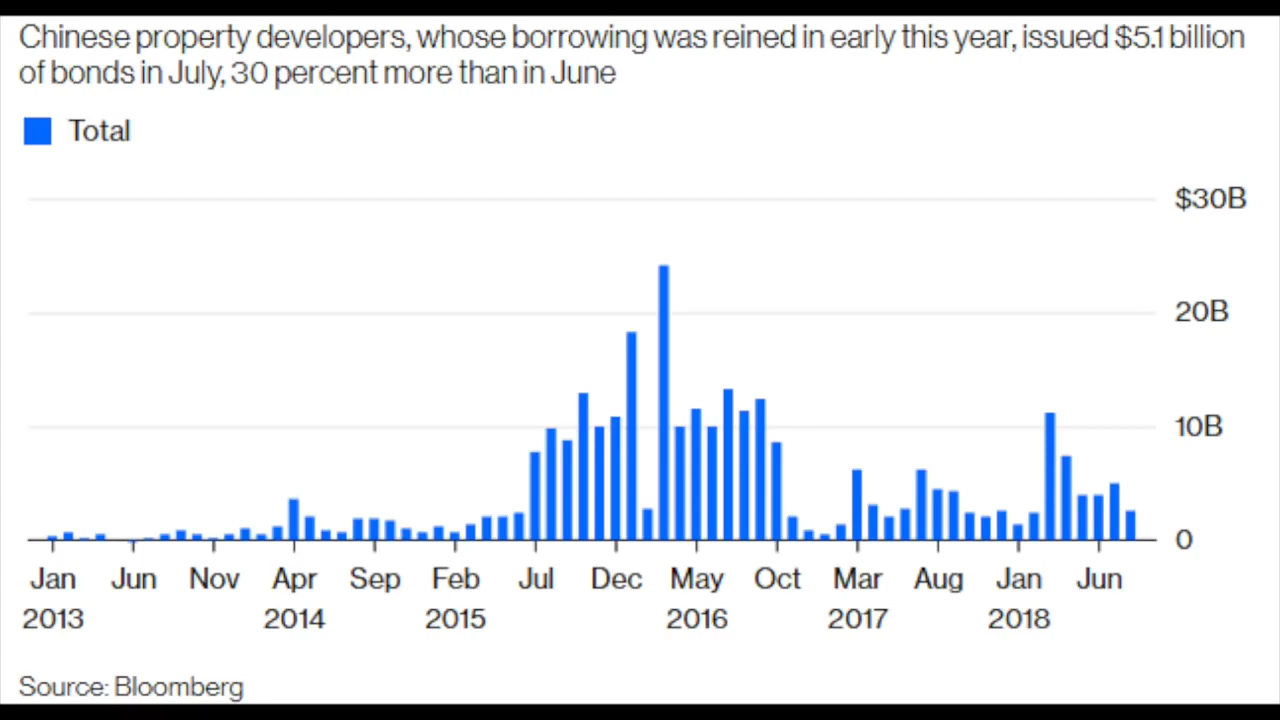 Chinese property developers, whose borrowing was reined in early this year, issued $5.1 billion
of bonds in July, 30 percent more than in June
Total
$30B
20B
10B
0
Jan Jun Nov Apr Sep Feb Jul Dec May Oct Mar Aug Jan Jun
2013 2014 2015 2016 2017 2018
Source: Bloomberg